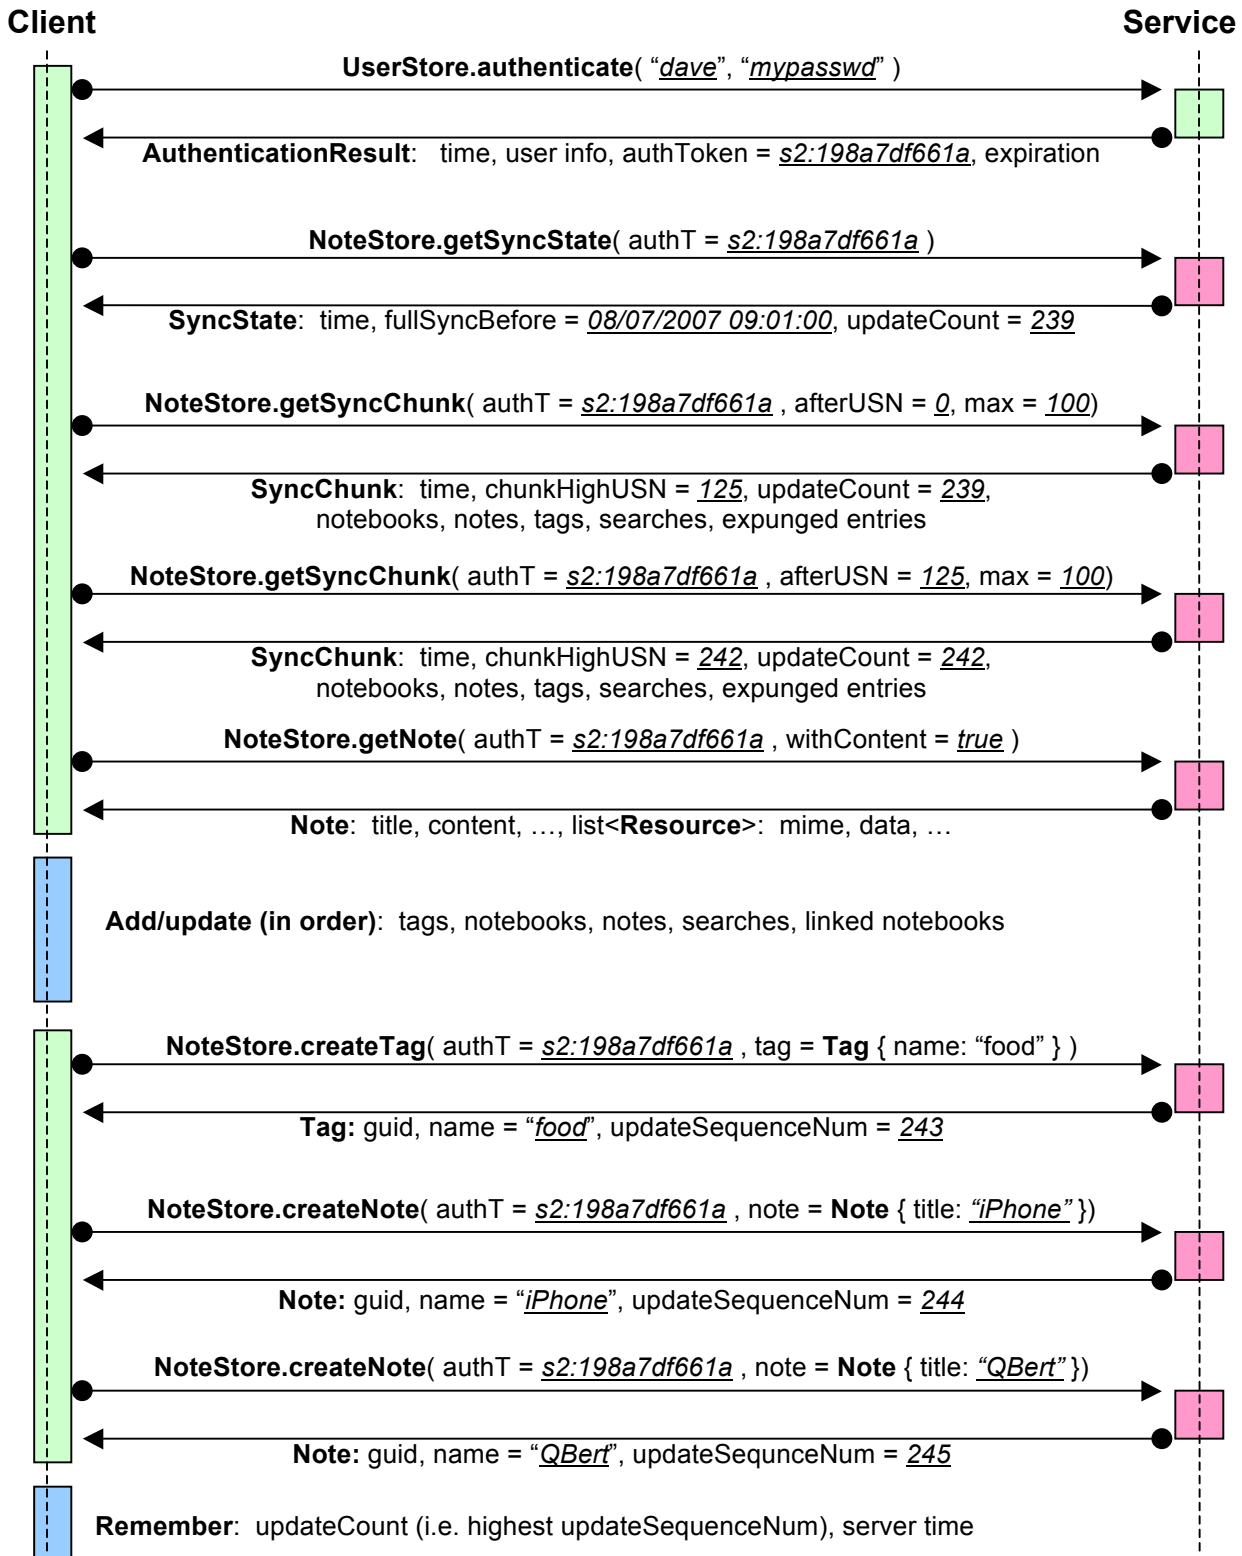 Client
Service
UserStore.authenticate( “dave”, “mypasswd” )
AuthenticationResult: time, user info, authToken = s2:198a7df661a, expiration
NoteStore.getSyncState( authT = s2:198a7df661a )
SyncState: time, fullSyncBefore = 08/07/2007 09:01:00, updateCount = 239
NoteStore.getSyncChunk( authT = s2:198a7df661a , afterUSN = 0, max = 100)
SyncChunk: time, chunkHighUSN = 125, updateCount = 239,
notebooks, notes, tags, searches, expunged entries
NoteStore.getSyncChunk( authT = s2:198a7df661a , afterUSN = 125, max = 100)
SyncChunk: time, chunkHighUSN = 242, updateCount = 242,
notebooks, notes, tags, searches, expunged entries
NoteStore.getNote( authT = s2:198a7df661a , withContent = true )
Note: title, content, …, list<Resource>: mime, data, …
Add/update (in order): tags, notebooks, notes, searches, linked notebooks
NoteStore.createTag( authT = s2:198a7df661a , tag = Tag { name: “food” } )
Tag: guid, name = “food”, updateSequenceNum = 243
NoteStore.createNote( authT = s2:198a7df661a , note = Note { title: “iPhone” })
Note: guid, name = “iPhone”, updateSequenceNum = 244
NoteStore.createNote( authT = s2:198a7df661a , note = Note { title: “QBert” })
Note: guid, name = “QBert”, updateSequnceNum = 245
Remember: updateCount (i.e. highest updateSequenceNum), server time